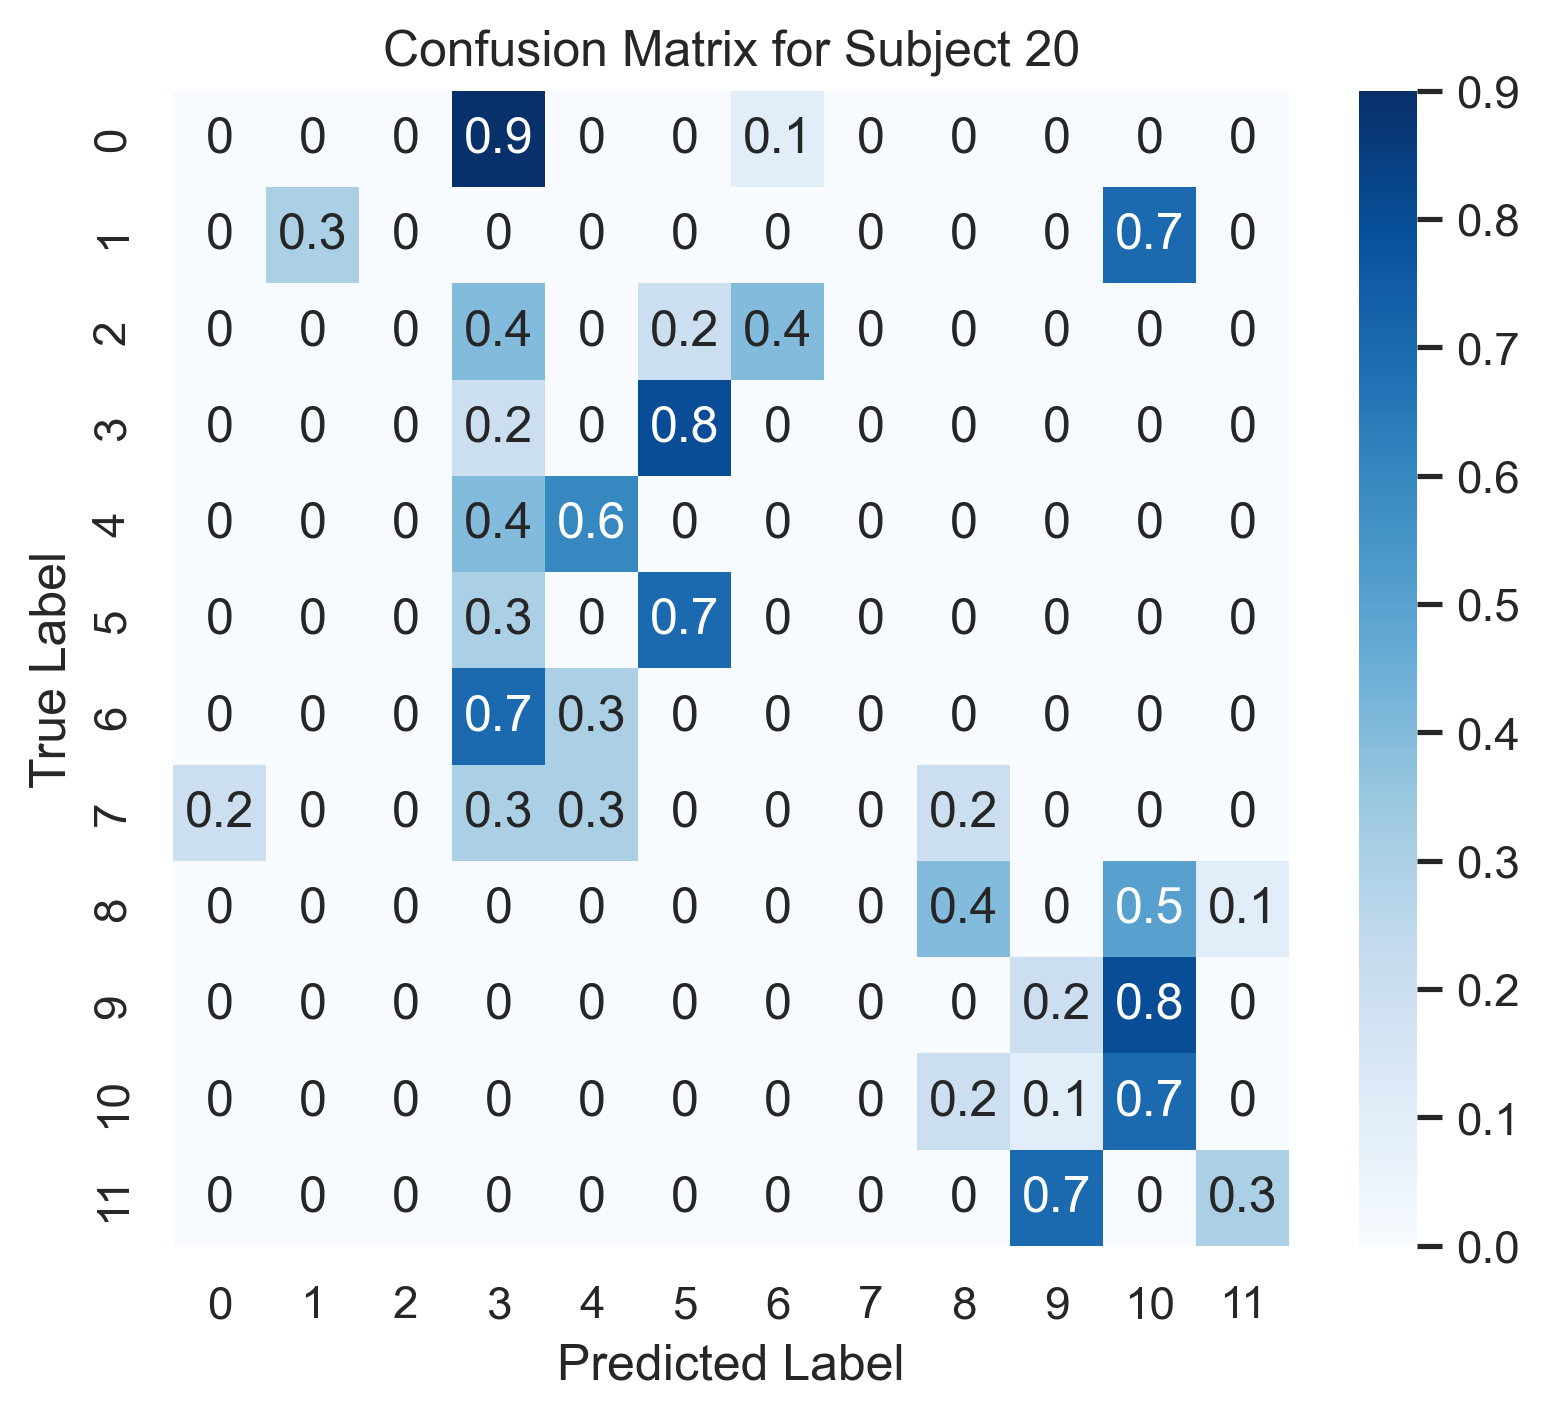 Confusion Matrix for Subject 20
0 0 0 0 0.9 0 0 0.1 0 0 0 0 0
1 0 0.3 0 0 0 0 0 0 0 0 0.7 0
2 0 0 0 0.4 0 0.2 0.4 0 0 0 0 0
3 0 0 0 0.2 0 0.8 0 0 0 0 0 0
4 0 0 0 0.4 0.6 0 0 0 0 0 0 0
5 0 0 0 0.3 0 0.7 0 0 0 0 0 0
6 0 0 0 0.7 0.3 0 0 0 0 0 0 0
7 0.2 0 0 0.3 0.3 0 0 0 0.2 0 0 0
8 0 0 0 0 0 0 0 0 0.4 0 0.5 0.1
9 0 0 0 0 0 0 0 0 0 0.2 0.8 0
10 0 0 0 0 0 0 0 0 0.2 0.1 0.7 0
11 0 0 0 0 0 0 0 0 0 0.7 0 0.3
0 1 2 3 4 5 6 7 8 9 10 11
Predicted Label
True Label
0.9
0.8
0.7
0.6
0.5
0.4
0.3
0.2
0.1
0.0